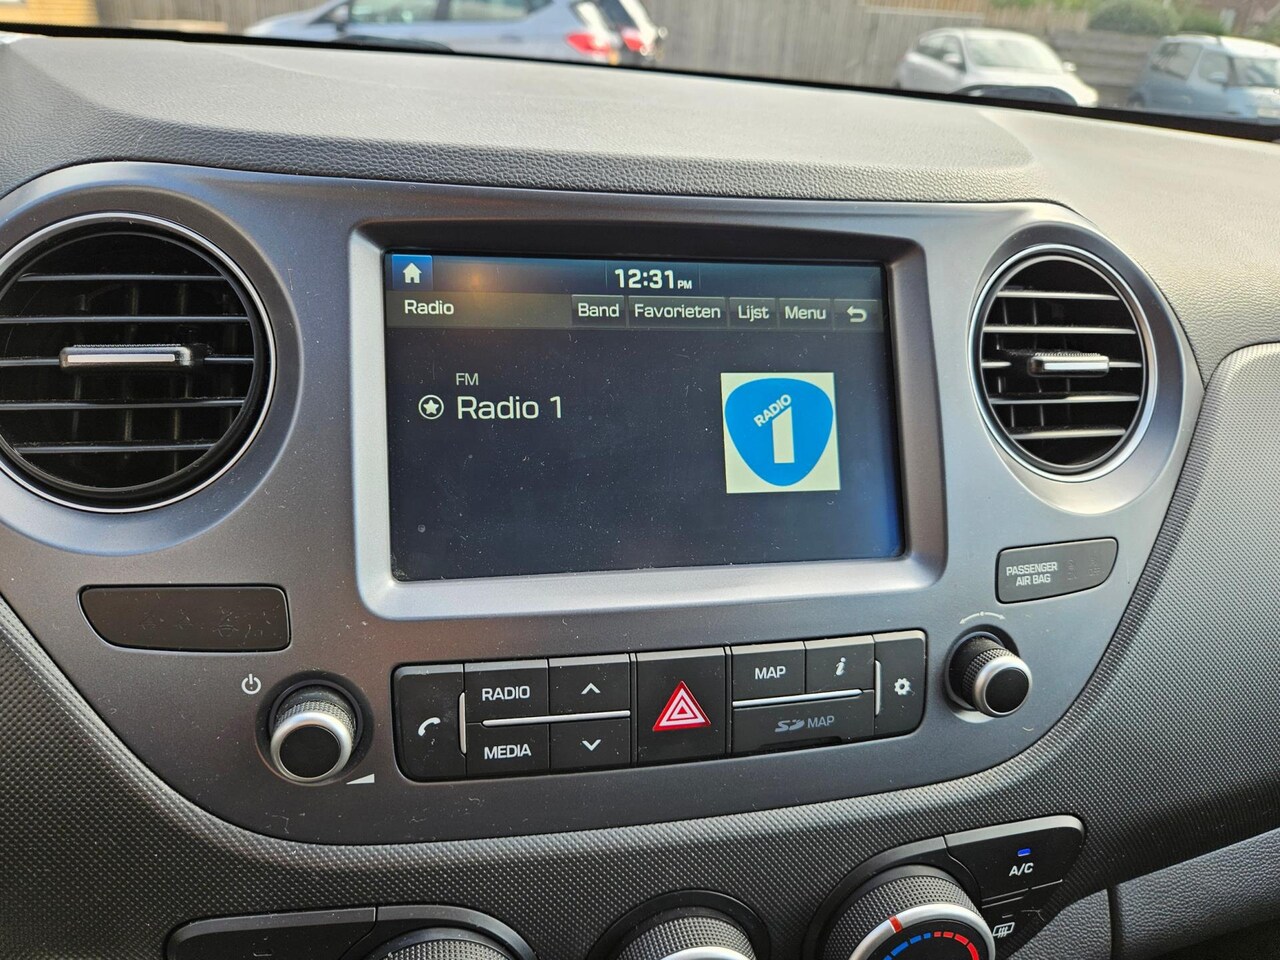 12:31 PM
Radio Band Favorieten Lijst Menu
FM
Radio 1
RADIO 1
PASSENGER
AIR BAG
RADIO
MEDIA
MAP
i
SD MAP
A/C